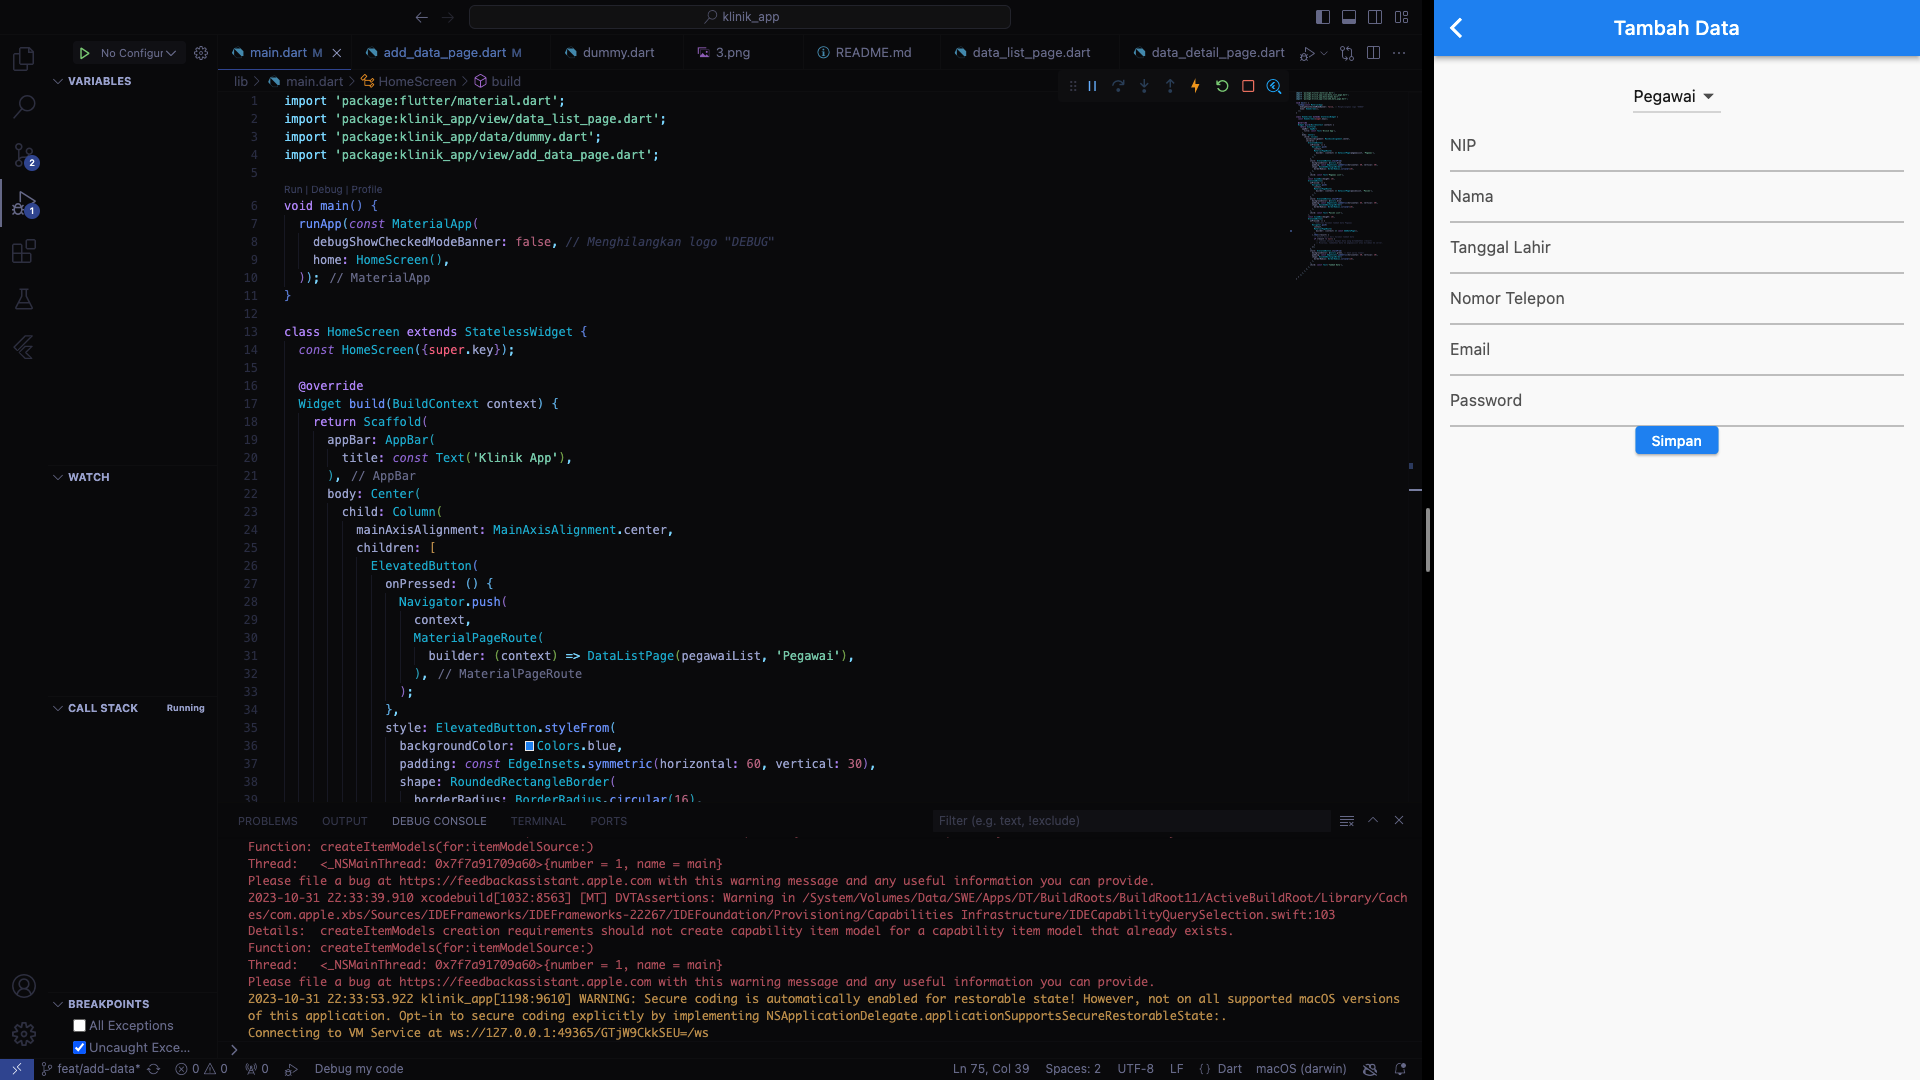 klinik_app
No Configur
main.dart M
add_data_page.dart M
dummy.dart
3.png
README.md
data_list_page.dart
data_detail_page.dart
VARIABLES
WATCH
CALL STACK Running
BREAKPOINTS
All Exceptions
Uncaught Exce...
2
1
lib > main.dart > HomeScreen > build
1 import 'package:flutter/material.dart';
2 import 'package:klinik_app/view/data_list_page.dart';
3 import 'package:klinik_app/data/dummy.dart';
4 import 'package:klinik_app/view/add_data_page.dart';
5
Run | Debug | Profile
6 void main() {
7 runApp(const MaterialApp(
8 debugShowCheckedModeBanner: false, // Menghilangkan logo "DEBUG"
9 home: HomeScreen(),
10 )); // MaterialApp
11 }
12
13 class HomeScreen extends StatelessWidget {
14 const HomeScreen({super.key});
15
16 @override
17 Widget build(BuildContext context) {
18 return Scaffold(
19 appBar: AppBar(
20 title: const Text('Klinik App'),
21 ), // AppBar
22 body: Center(
23 child: Column(
24 mainAxisAlignment: MainAxisAlignment.center,
25 children: [
26 ElevatedButton(
27 onPressed: () {
28 Navigator.push(
29 context,
30 MaterialPageRoute(
31 builder: (context) => DataListPage(pegawaiList, 'Pegawai'),
32 ), // MaterialPageRoute
33 );
34 },
35 style: ElevatedButton.styleFrom(
36 backgroundColor: Colors.blue,
37 padding: const EdgeInsets.symmetric(horizontal: 60, vertical: 30),
38 shape: RoundedRectangleBorder(
39 borderRadius: BorderRadius.circular(16),
PROBLEMS OUTPUT DEBUG CONSOLE TERMINAL PORTS
Filter (e.g. text, !exclude)
Function: createItemModels(for:itemModelSource:)
Thread: <_NSMainThread: 0x7f7a91709a60>{number = 1, name = main}
Please file a bug at https://feedbackassistant.apple.com with this warning message and any useful information you can provide.
2023-10-31 22:33:39.910 xcodebuild[1032:8563] [MT] DVTAssertions: Warning in /System/Volumes/Data/SWE/Apps/DT/BuildRoots/BuildRoot11/ActiveBuildRoot/Library/Cach
es/com.apple.xbs/Sources/IDEFrameworks/IDEFrameworks-22267/IDEFoundation/Provisioning/Capabilities Infrastructure/IDECapabilityQuerySelection.swift:103
Details: createItemModels creation requirements should not create capability item model for a capability item model that already exists.
Function: createItemModels(for:itemModelSource:)
Thread: <_NSMainThread: 0x7f7a91709a60>{number = 1, name = main}
Please file a bug at https://feedbackassistant.apple.com with this warning message and any useful information you can provide.
2023-10-31 22:33:53.922 klinik_app[1198:9610] WARNING: Secure coding is automatically enabled for restorable state! However, not on all supported macOS versions
of this application. Opt-in to secure coding explicitly by implementing NSApplicationDelegate.applicationSupportsSecureRestorableState:.
Connecting to VM Service at ws://127.0.0.1:49365/GTjW9CkkSEU=/ws
feat/add-data* 0 0 0 Debug my code
Ln 75, Col 39 Spaces: 2 UTF-8 LF {} Dart macOS (darwin)
Tambah Data
Pegawai
NIP
Nama
Tanggal Lahir
Nomor Telepon
Email
Password
Simpan